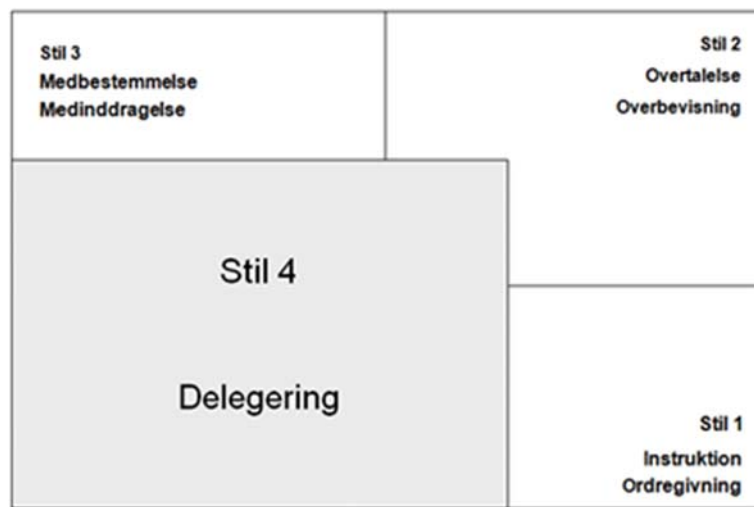 Stil 3
Medbestemmelse
Medinddragelse
Stil 2
Overtalelse
Overbevisning
Stil 4
Delegering
Stil 1
Instruktion
Ordregivning